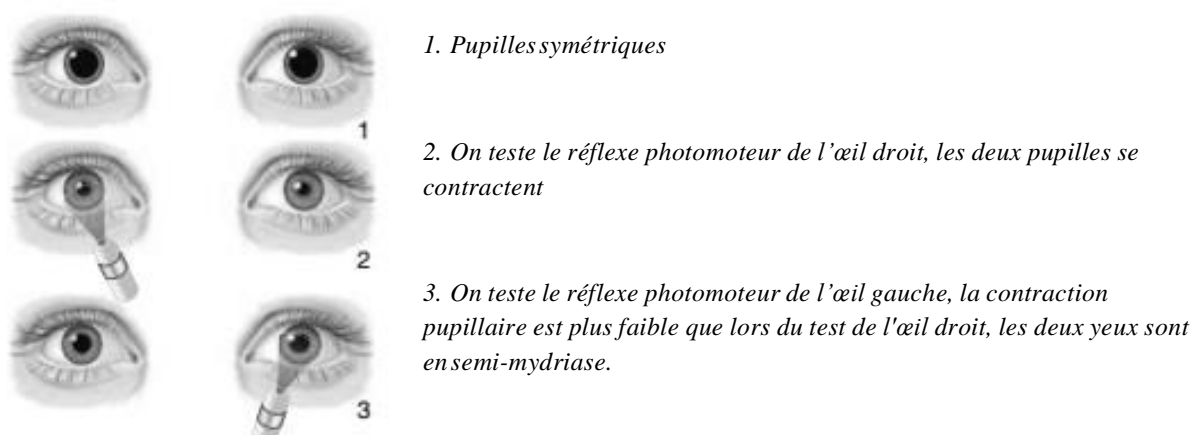 1. Pupilles symétriques
1
2. On teste le réflexe photomoteur de l’œil droit, les deux pupilles se
contractent
2
3. On teste le réflexe photomoteur de l’œil gauche, la contraction
pupillaire est plus faible que lors du test de l'œil droit, les deux yeux sont
en semi-mydriase.
3